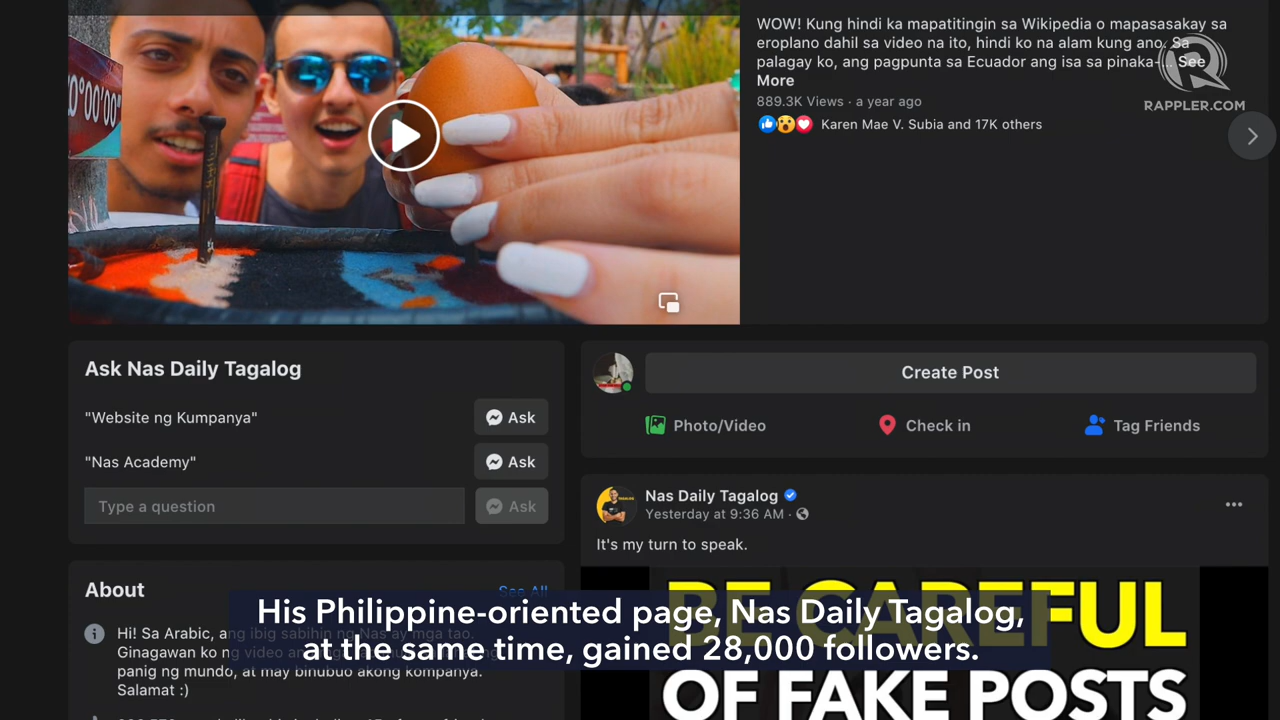 0°00'00"
WOW! Kung hindi ka mapatitingin sa Wikipedia o mapasasakay sa
eroplano dahil sa video na ito, hindi ko na alam kung ano. Sa
palagay ko, ang pagpunta sa Ecuador ang isa sa pinaka-... See
More
889.3K Views · a year ago
Karen Mae V. Subia and 17K others
RAPPLER.COM
Ask Nas Daily Tagalog
"Website ng Kumpanya"
Ask
"Nas Academy"
Ask
Type a question
Ask
Create Post
Photo/Video
Check in
Tag Friends
Nas Daily Tagalog
Yesterday at 9:36 AM ·
It's my turn to speak.
BE CAREFUL
OF FAKE POSTS
About
See All
Hi! Sa Arabic, ang ibig sabihin ng Nas ay mga tao.
Ginagawan ko ng video ang
panig ng mundo, at may binubuo akong kompanya.
Salamat :)
His Philippine-oriented page, Nas Daily Tagalog,
at the same time, gained 28,000 followers.